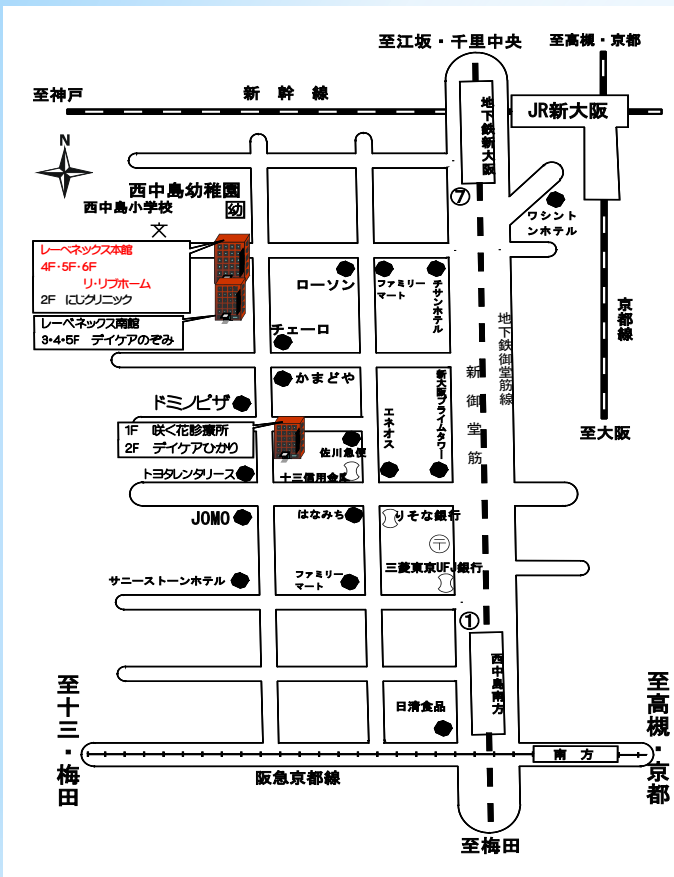 至江坂・千里中央
至高槻・京都
至神戸
新幹線
地下鉄新大阪
JR新大阪
N
西中島幼稚園
西中島小学校
幼
文
⑦
ワシント
ンホテル
レーベネックス本館
4F・5F・6F
リ・リブホーム
2F にじクリニック
レーベネックス南館
3・4・5F デイケアのぞみ
ローソン
ファミリー
マート
チサンホテル
チェーロ
地下鉄御堂筋線
新御堂筋
京都線
かまどや
新大阪プライムタワー
ドミノピザ
エネオス
1F 咲く花診療所
2F デイケアひかり
佐川急便
至大阪
トヨタレンタリース
十三信用金庫
JOMO
はなみち
りそな銀行
〒
三菱東京UFJ銀行
サニーストーンホテル
ファミリー
マート
①
西中島南方
至十三・梅田
至高槻・京都
日清食品
南方
阪急京都線
至梅田